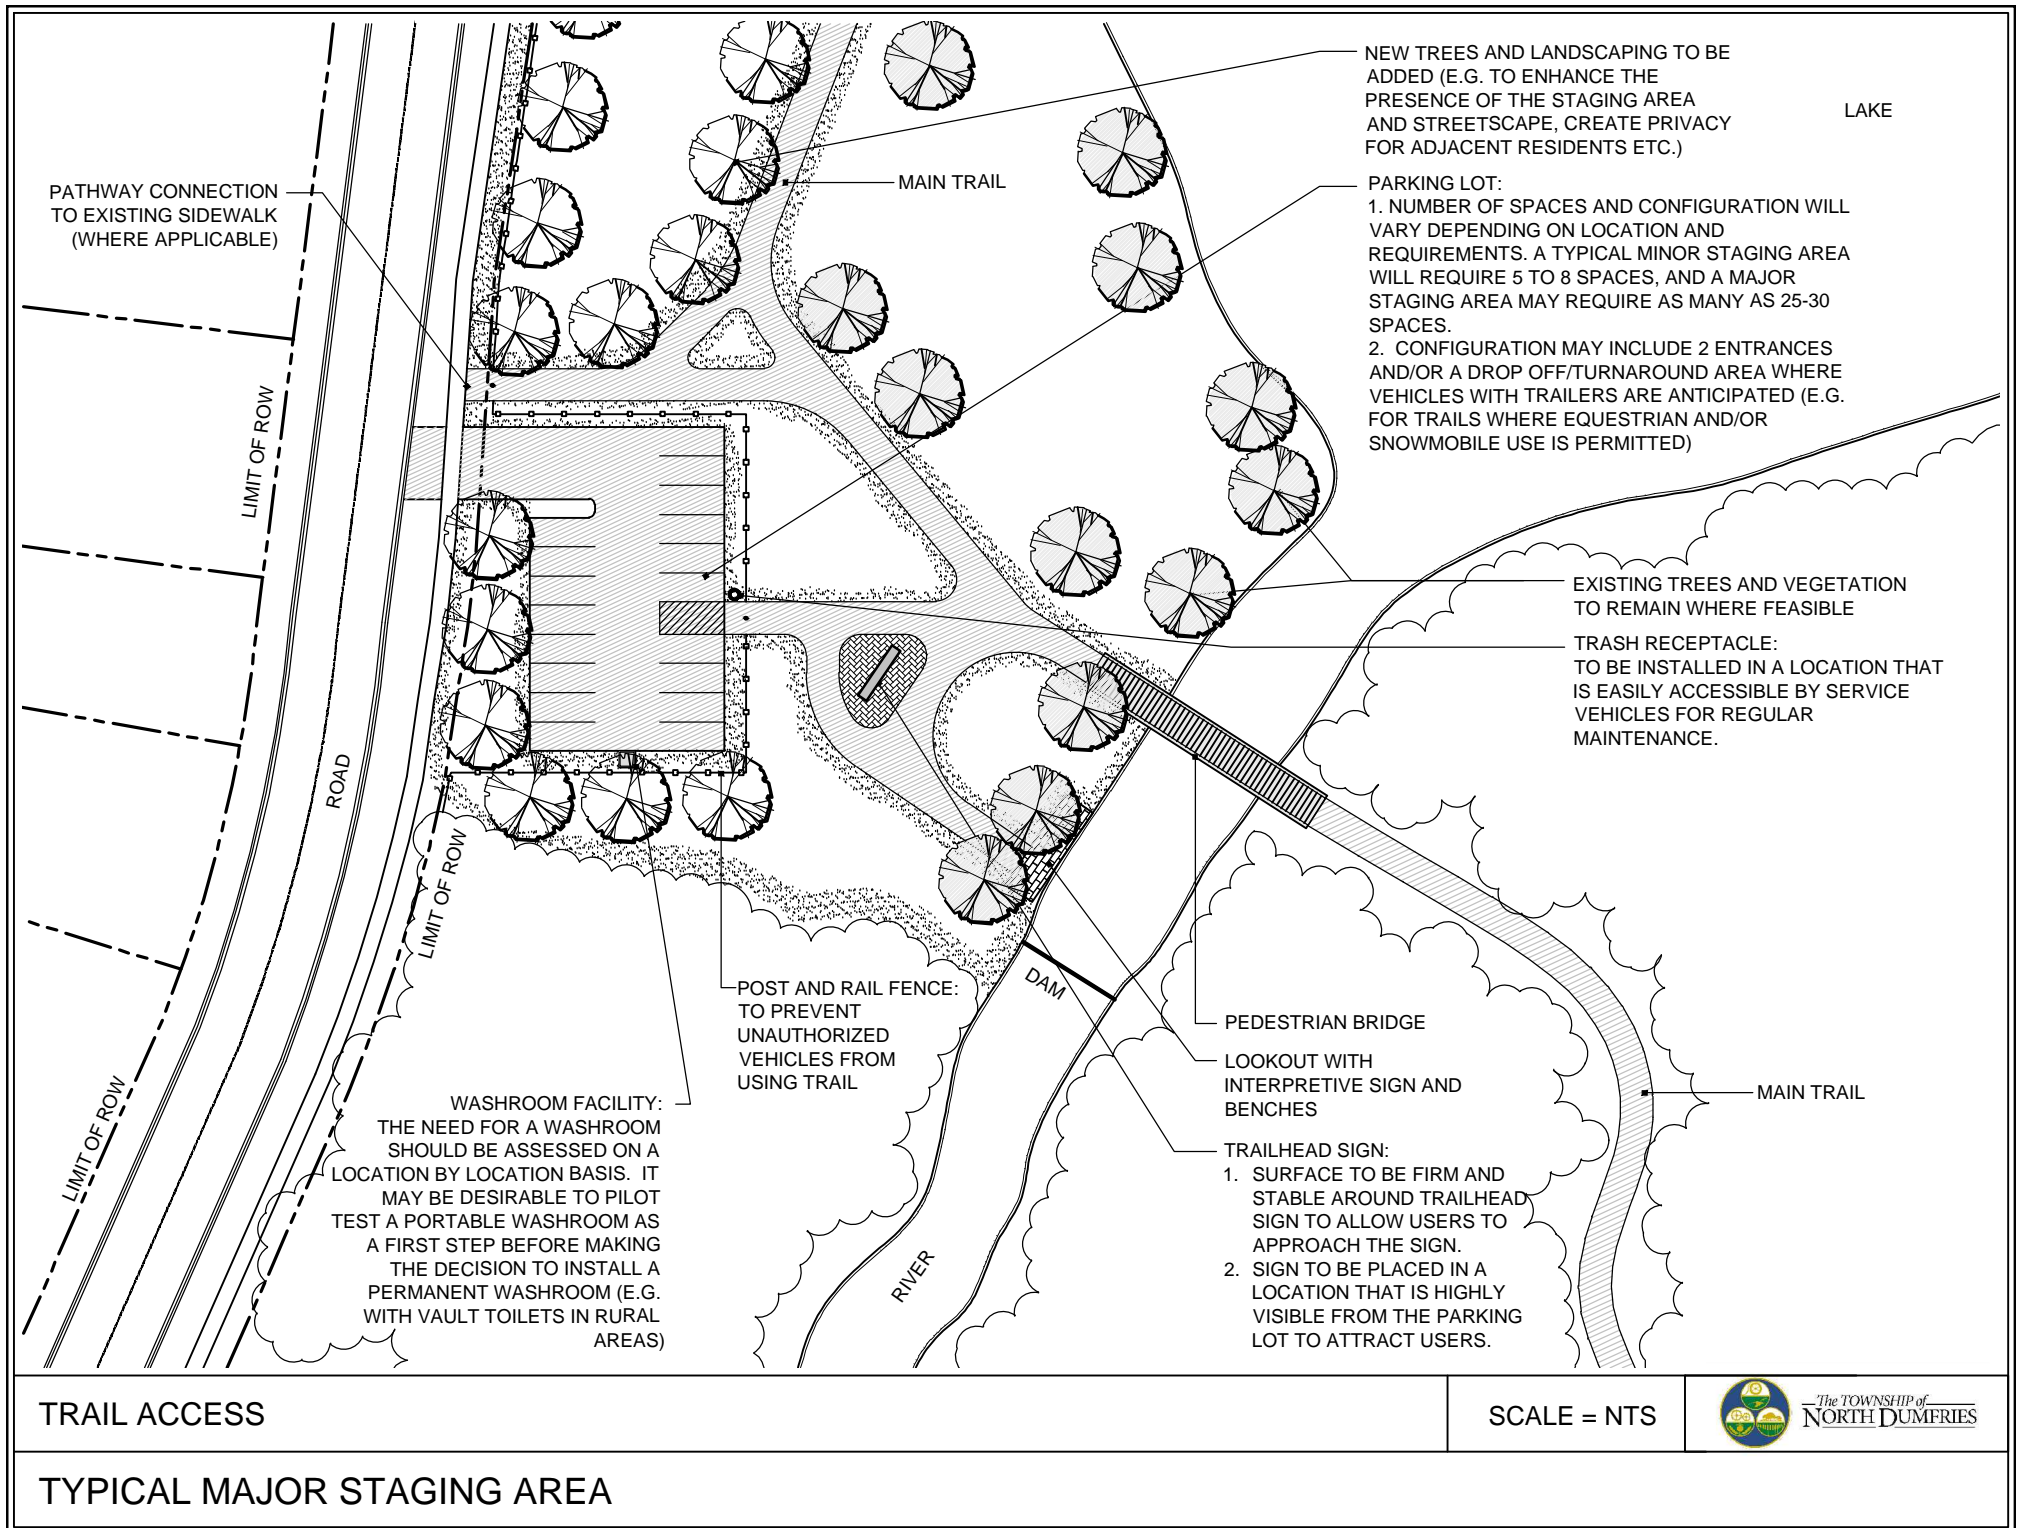 NEW TREES AND LANDSCAPING TO BE
ADDED (E.G. TO ENHANCE THE
PRESENCE OF THE STAGING AREA
AND STREETSCAPE, CREATE PRIVACY
FOR ADJACENT RESIDENTS ETC.)
LAKE
MAIN TRAIL
PATHWAY CONNECTION
TO EXISTING SIDEWALK
(WHERE APPLICABLE)
PARKING LOT:
1. NUMBER OF SPACES AND CONFIGURATION WILL
VARY DEPENDING ON LOCATION AND
REQUIREMENTS. A TYPICAL MINOR STAGING AREA
WILL REQUIRE 5 TO 8 SPACES, AND A MAJOR
STAGING AREA MAY REQUIRE AS MANY AS 25-30
SPACES.
2. CONFIGURATION MAY INCLUDE 2 ENTRANCES
AND/OR A DROP OFF/TURNAROUND AREA WHERE
VEHICLES WITH TRAILERS ARE ANTICIPATED (E.G.
FOR TRAILS WHERE EQUESTRIAN AND/OR
SNOWMOBILE USE IS PERMITTED)
LIMIT OF ROW
EXISTING TREES AND VEGETATION
TO REMAIN WHERE FEASIBLE
TRASH RECEPTACLE:
TO BE INSTALLED IN A LOCATION THAT
IS EASILY ACCESSIBLE BY SERVICE
VEHICLES FOR REGULAR
MAINTENANCE.
ROAD
LIMIT OF ROW
DAM
POST AND RAIL FENCE:
TO PREVENT
UNAUTHORIZED
VEHICLES FROM
USING TRAIL
PEDESTRIAN BRIDGE
LOOKOUT WITH
INTERPRETIVE SIGN AND
BENCHES
MAIN TRAIL
LIMIT OF ROW
WASHROOM FACILITY:
THE NEED FOR A WASHROOM
SHOULD BE ASSESSED ON A
LOCATION BY LOCATION BASIS. IT
MAY BE DESIRABLE TO PILOT
TEST A PORTABLE WASHROOM AS
A FIRST STEP BEFORE MAKING
THE DECISION TO INSTALL A
PERMANENT WASHROOM (E.G.
WITH VAULT TOILETS IN RURAL
AREAS)
RIVER
TRAILHEAD SIGN:
1. SURFACE TO BE FIRM AND
STABLE AROUND TRAILHEAD
SIGN TO ALLOW USERS TO
APPROACH THE SIGN.
2. SIGN TO BE PLACED IN A
LOCATION THAT IS HIGHLY
VISIBLE FROM THE PARKING
LOT TO ATTRACT USERS.
TRAIL ACCESS
SCALE = NTS
The TOWNSHIP of
NORTH DUMFRIES
TYPICAL MAJOR STAGING AREA